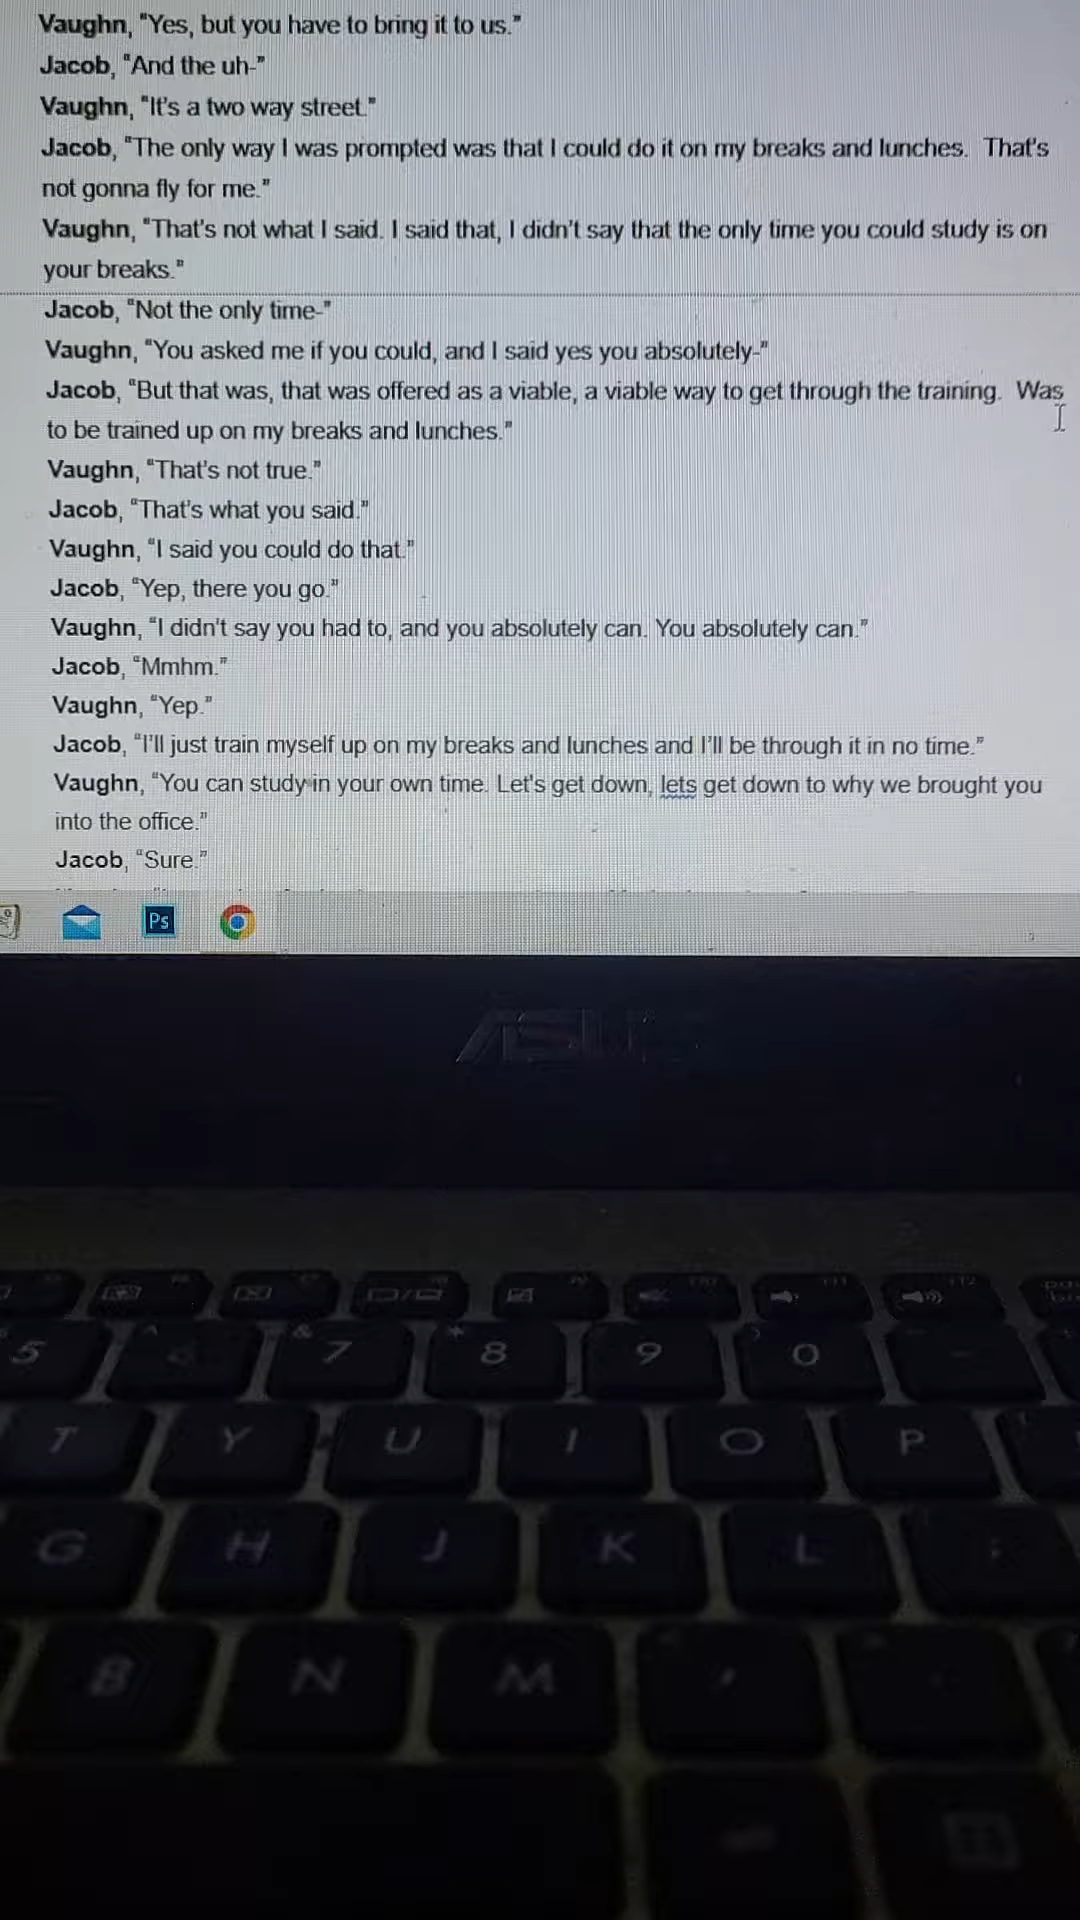 Vaughn, "Yes, but you have to bring it to us."
Jacob, "And the uh-"
Vaughn, "It's a two way street."
Jacob, "The only way I was prompted was that I could do it on my breaks and lunches.  That's
not gonna fly for me."
Vaughn, "That's not what I said. I said that, I didn't say that the only time you could study is on
your breaks."
Jacob, "Not the only time-"
Vaughn, "You asked me if you could, and I said yes you absolutely-"
Jacob, "But that was, that was offered as a viable, a viable way to get through the training.  Was
to be trained up on my breaks and lunches."
Vaughn, "That's not true."
Jacob, "That's what you said."
Vaughn, "I said you could do that."
Jacob, "Yep, there you go."
Vaughn, "I didn't say you had to, and you absolutely can. You absolutely can."
Jacob, "Mmhm."
Vaughn, "Yep."
Jacob, "I'll just train myself up on my breaks and lunches and I'll be through it in no time."
Vaughn, "You can study in your own time. Let's get down, lets get down to why we brought you
into the office."
Jacob, "Sure."
Ps
ASUS
5 7 8 9 0
T Y U I O P
G H J K L ;
B N M , .